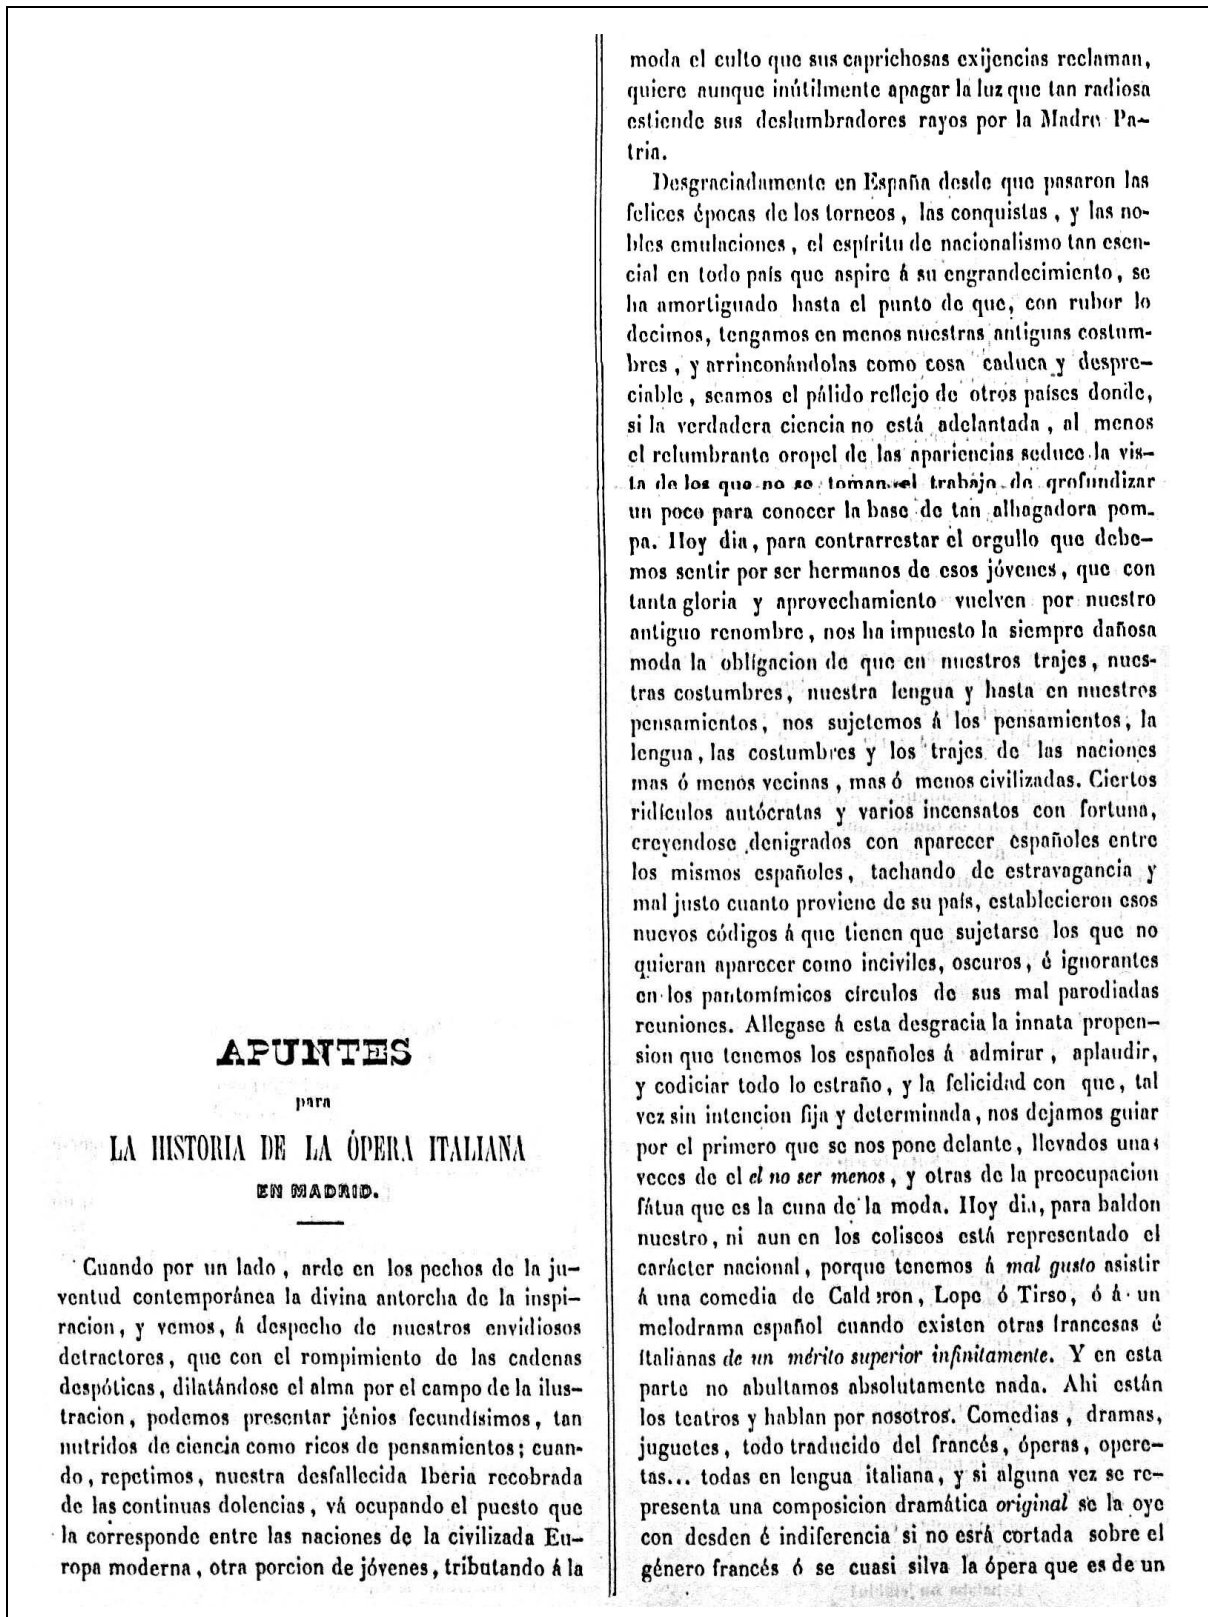 APUNTES
para
LA HISTORIA DE LA ÓPERA ITALIANA
EN MADRID.
Cuando por un lado, arde en los pechos de la ju-
ventud contemporánea la divina antorcha de la inspi-
racion, y vemos, á despecho de nuestros envidiosos
detractores, que con el rompimiento de las cadenas
despóticas, dilatándose el alma por el campo de la ilus-
tracion, podemos presentar jénios fecundísimos, tan
nutridos de ciencia como ricos de pensamientos; cuan-
do, repetimos, nuestra desfallecida Iberia recobrada
de las continuas dolencias, vá ocupando el puesto que
la corresponde entre las naciones de la civilizada Eu-
ropa moderna, otra porcion de jóvenes, tributando á la
moda el culto que sus caprichosas exijencias reclaman,
quiere aunque inútilmente apagar la luz que tan radiosa
estiende sus deslumbradores rayos por la Madre Pa-
tria.
Desgraciadamente en España desde que pasaron las
felices épocas de los torneos, las conquistas, y las no-
bles emulaciones, el espíritu de nacionalismo tan esen-
cial en todo país que aspire á su engrandecimiento, se
ha amortiguado hasta el punto de que, con rubor lo
decimos, tengamos en menos nuestras antiguas costum-
bres, y arrinconándolas como cosa caduca y despre-
ciable, seamos el pálido reflejo de otros países donde,
si la verdadera ciencia no está adelantada, al menos
el relumbrante oropel de las apariencias seduce la vis-
ta de los que no se toman el trabajo de qrofundizar
un poco para conocer la base de tan alhagadora pom-
pa. Hoy dia, para contrarrestar el orgullo que debe-
mos sentir por ser hermanos de esos jóvenes, que con
tanta gloria y aprovechamiento vuelven por nuestro
antiguo renombre, nos ha impuesto la siempre dañosa
moda la obligacion de que en nuestros trajes, nues-
tras costumbres, nuestra lengua y hasta en nuestros
pensamientos, nos sujetemos á los pensamientos, la
lengua, las costumbres y los trajes de las naciones
mas ó menos vecinas, mas ó menos civilizadas. Ciertos
ridículos autócratas y varios incensatos con fortuna,
creyendose denigrados con aparecer españoles entre
los mismos españoles, tachando de estravagancia y
mal justo cuanto proviene de su país, establecieron esos
nuevos códigos á que tienen que sujetarse los que no
quieran aparecer como inciviles, oscuros, é ignorantes
en los pantomímicos círculos de sus mal parodiadas
reuniones. Allegase á esta desgracia la innata propen-
sion que tenemos los españoles á admirar, aplaudir,
y codiciar todo lo estraño, y la felicidad con que, tal
vez sin intencion fija y determinada, nos dejamos guiar
por el primero que se nos pone delante, llevados unas
veces de el el no ser menos, y otras de la preocupacion
fátua que es la cuna de la moda. Hoy dia, para baldon
nuestro, ni aun en los coliseos está representado el
carácter nacional, porque tenemos á mal gusto asistir
á una comedia de Calderon, Lope ó Tirso, ó á un
melodrama español cuando existen otras francesas é
italianas de un mérito superior infinitamente. Y en esta
parte no abultamos absolutamente nada. Ahi están
los teatros y hablan por nosotros. Comedias, dramas,
juguetes, todo traducido del francés, óperas, opere-
tas... todas en lengua italiana, y si alguna vez se re-
presenta una composicion dramática original se la oye
con desden é indiferencia si no esrá cortada sobre el
género francés ó se cuasi silva la ópera que es de un